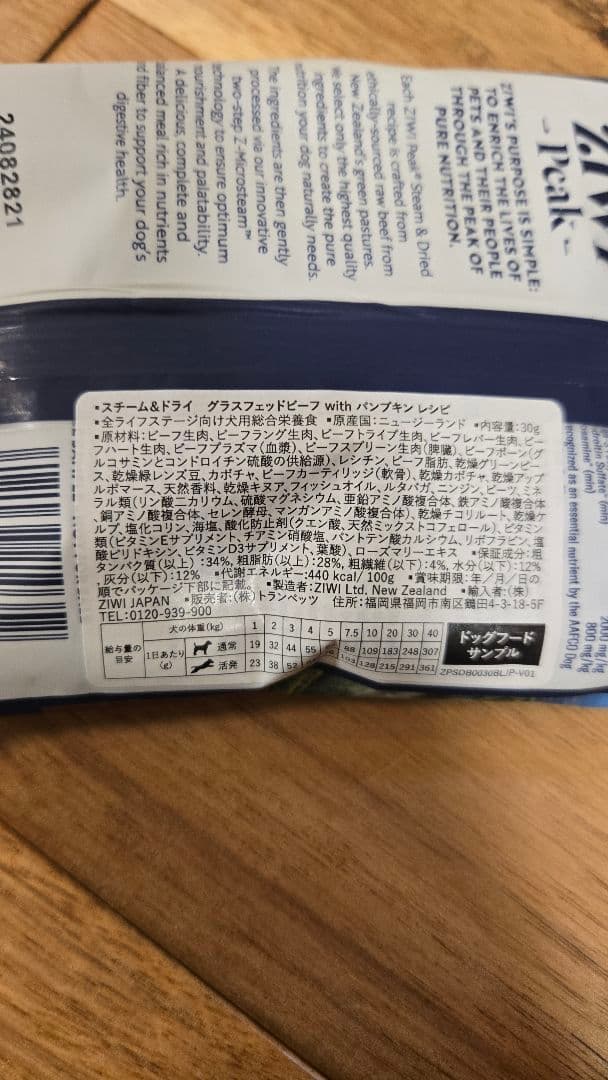 ZIWI
- Peak -
ZIWI'S PURPOSE IS SIMPLE:
TO ENRICH THE LIVES OF
PETS AND THEIR PEOPLE
THROUGH THE PEAK OF
PURE NUTRITION.
Each ZIWI Peak® Steam & Dried
recipe is crafted from
ethically-sourced raw beef from
New Zealand's green pastures.
We select only the highest quality
ingredients to create the pure
nutrition your dog naturally needs.
The ingredients are then gently
processed via our innovative
two-step Z-Microsteam™
technology to ensure optimum
nourishment and palatability.
A delicious, complete and
balanced meal rich in nutrients
and fiber to support your dog's
digestive health.
24082821
▪スチーム&ドライ グラスフェッドビーフ with パンプキン レシピ
▪全ライフステージ向け犬用総合栄養食 ▪原産国:ニュージーランド ▪内容量:30g
▪原材料:ビーフ生肉、ビーフラング生肉、ビーフトライプ生肉、ビーフレバー生肉、ビー
フハート生肉、ビーフプラズマ(血漿)、ビーフスプリーン生肉(脾臓)、ビーフボーン(グ
ルコサミンとコンドロイチン硫酸の供給源)、レシチン、ビーフ脂肪、乾燥グリーンピー
ス、乾燥緑レンズ豆、カボチャ、ビーフカーティリッジ(軟骨)、乾燥カボチャ、乾燥アップ
ルポマース、天然香料、乾燥キヌア、フィッシュオイル、ルタバガ、ニンジン、ビーツ、ミネ
ラル類(リン酸二カリウム、硫酸マグネシウム、亜鉛アミノ酸複合体、鉄アミノ酸複合体
、銅アミノ酸複合体、セレン酵母、マンガンアミノ酸複合体)、乾燥チコリルート、乾燥ケ
ルプ、塩化コリン、海塩、酸化防止剤(クエン酸、天然ミックストコフェロール)、ビタミン
類(ビタミンEサプリメント、チアミン硝酸塩、パントテン酸カルシウム、リボフラビン、塩
酸ピリドキシン、ビタミンD3サプリメント、葉酸)、ローズマリーエキス ▪保証成分:粗
タンパク質(以上):34%、粗脂肪(以上):28%、粗繊維(以下):4%、水分(以下):12%
、灰分(以下):12% ▪代謝エネルギー:440 kcal/ 100g ▪賞味期限:年/月/日の
順でパッケージ下部に記載。 ▪製造者:ZIWI Ltd. New Zealand ▪輸入者:(株)
ZIWI JAPAN ▪販売者:(株)トランペッツ 住所:福岡県福岡市南区鶴田4-3-18-5F
TEL:0120-939-900
給与量の目安 犬の体重(kg) 1 2 3 4 5 7.5 10 20 30 40
1日あたり(g) 通常 19 32 44 55 98 109 183 248 307
活発 23 38 52 103 128 215 291 361
ドッグフード
サンプル
ZPSDB0030BLJP-V01
800 mg/kg
recognized as an essential nutrient by the AAFCO Dog